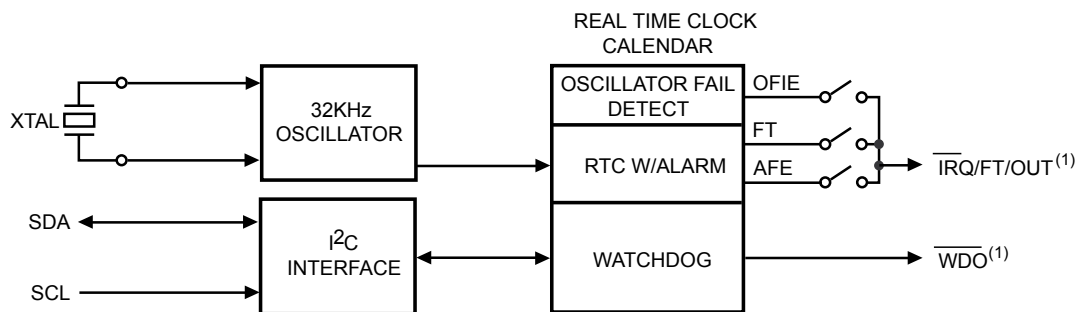 REAL TIME CLOCK
CALENDAR
OSCILLATOR FAIL
DETECT
OFIE
XTAL
32KHz
OSCILLATOR
FT
RTC W/ALARM
AFE
IRQ/FT/OUT(1)
SDA
I2C
INTERFACE
WATCHDOG
WDO(1)
SCL